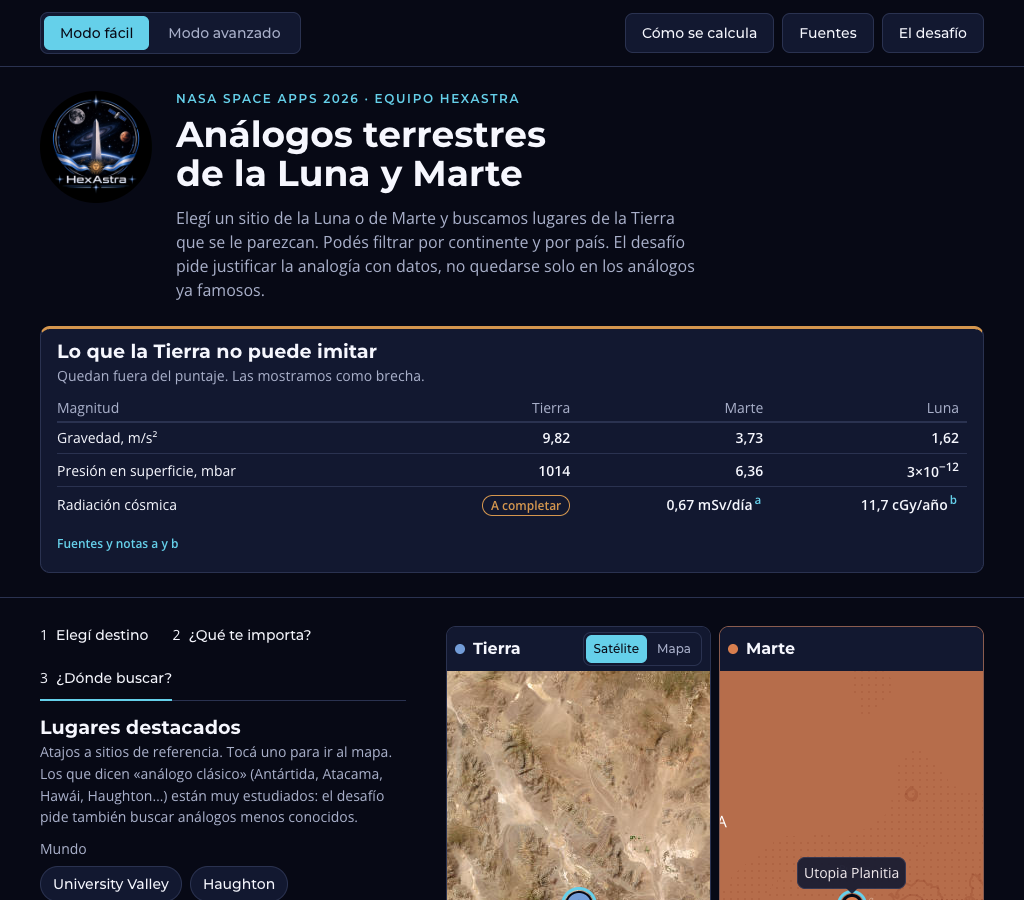 Modo fácil Modo avanzado Cómo se calcula Fuentes El desafío
NASA SPACE APPS 2026 · EQUIPO HEXASTRA
HexAstra
Análogos terrestres
de la Luna y Marte
Elegí un sitio de la Luna o de Marte y buscamos lugares de la Tierra
que se le parezcan. Podés filtrar por continente y por país. El desafío
pide justificar la analogía con datos, no quedarse solo en los análogos
ya famosos.
Lo que la Tierra no puede imitar
Quedan fuera del puntaje. Las mostramos como brecha.
Magnitud Tierra Marte Luna
Gravedad, m/s² 9,82 3,73 1,62
Presión en superficie, mbar 1014 6,36 3×10⁻¹²
Radiación cósmica A completar 0,67 mSv/día a 11,7 cGy/año b
Fuentes y notas a y b
1 Elegí destino 2 ¿Qué te importa?
3 ¿Dónde buscar?
Lugares destacados
Atajos a sitios de referencia. Tocá uno para ir al mapa.
Los que dicen «análogo clásico» (Antártida, Atacama,
Hawái, Haughton…) están muy estudiados: el desafío
pide también buscar análogos menos conocidos.
Mundo
University Valley Haughton
Tierra Satélite Mapa
Marte
A
Utopia Planitia